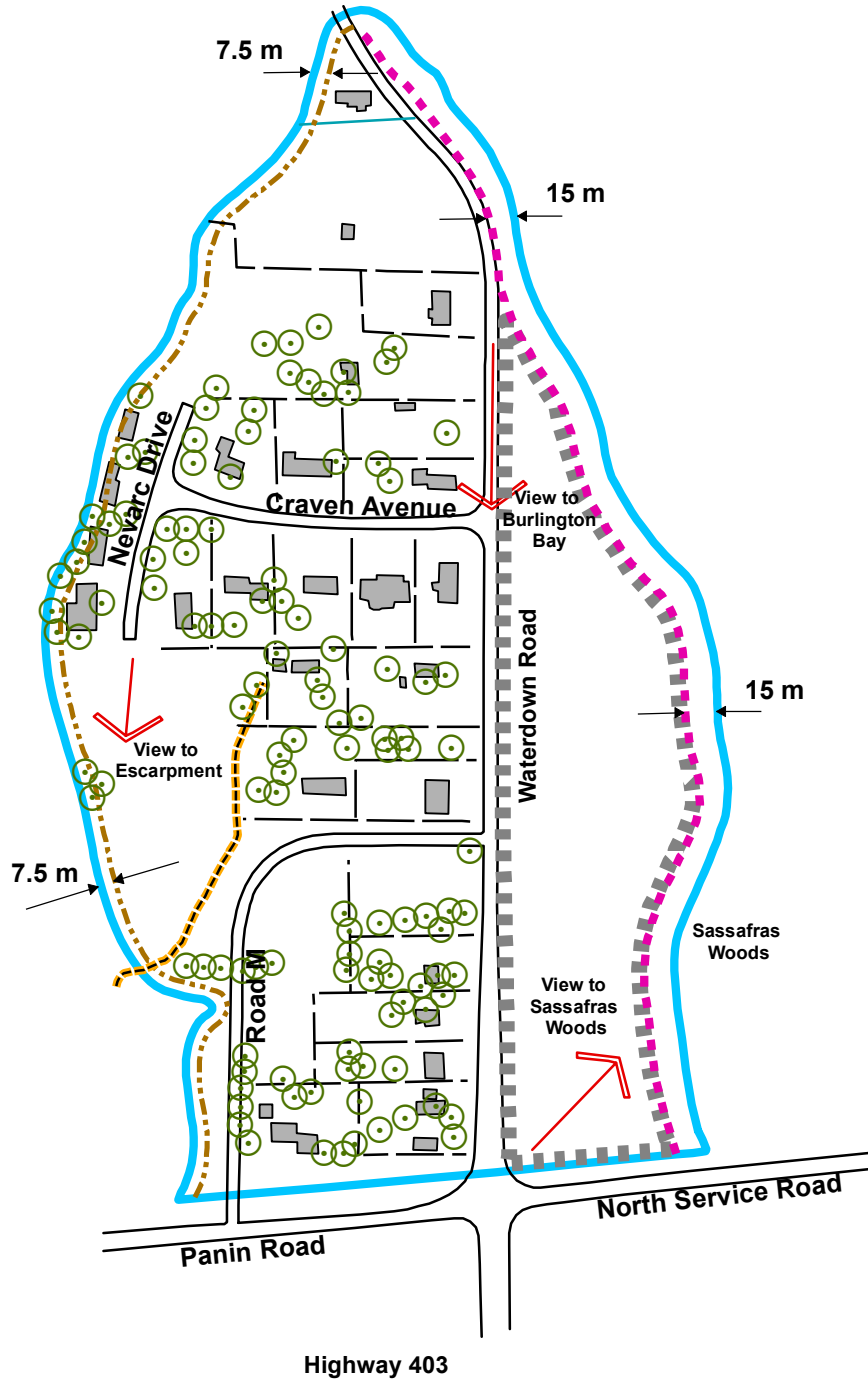 7.5 m
15 m
Nevarc Drive
Craven Avenue
View to
Burlington
Bay
Waterdown Road
15 m
View to
Escarpment
7.5 m
Sassafras
Woods
Road M
View to
Sassafras
Woods
North Service Road
Panin Road
Highway 403